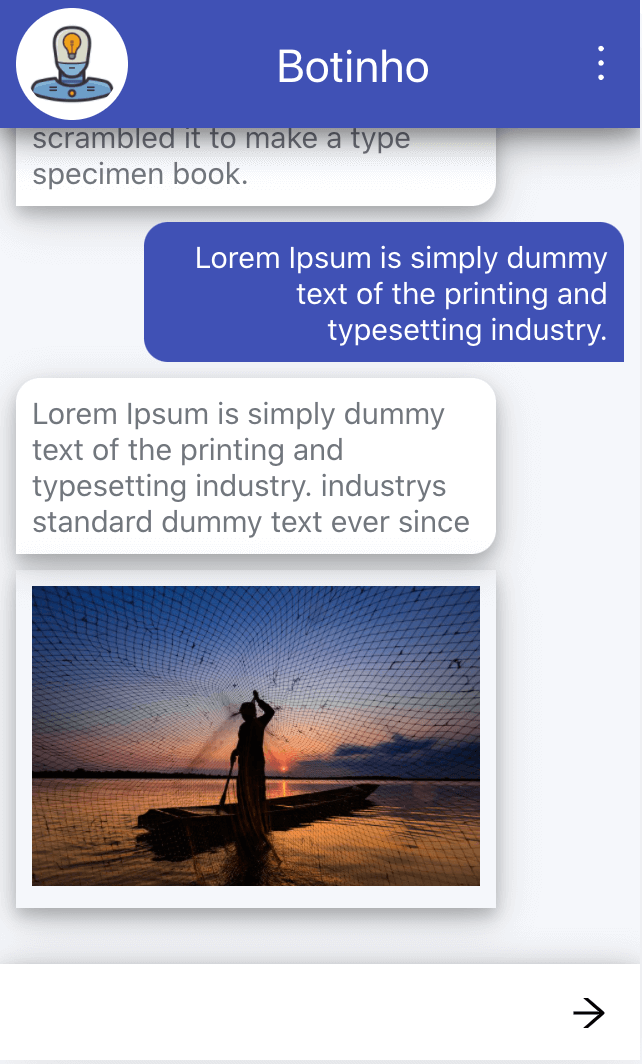 Botinho
scrambled it to make a type
specimen book.
Lorem Ipsum is simply dummy
text of the printing and
typesetting industry.
Lorem Ipsum is simply dummy
text of the printing and
typesetting industry. industrys
standard dummy text ever since